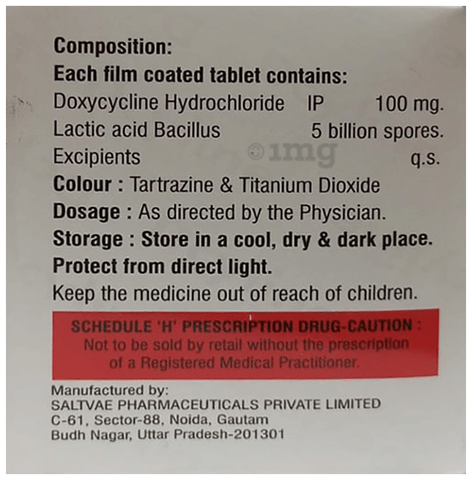 Composition:
Each film coated tablet contains:
Doxycycline Hydrochloride IP 100 mg.
Lactic acid Bacillus 5 billion spores.
1mg
Excipients q.s.
Colour : Tartrazine & Titanium Dioxide
Dosage : As directed by the Physician.
Storage : Store in a cool, dry & dark place.
Protect from direct light.
Keep the medicine out of reach of children.
SCHEDULE 'H' PRESCRIPTION DRUG-CAUTION :
Not to be sold by retail without the prescription
of a Registered Medical Practitioner.
Manufactured by:
SALTVAE PHARMACEUTICALS PRIVATE LIMITED
C-61, Sector-88, Noida, Gautam
Budh Nagar, Uttar Pradesh-201301